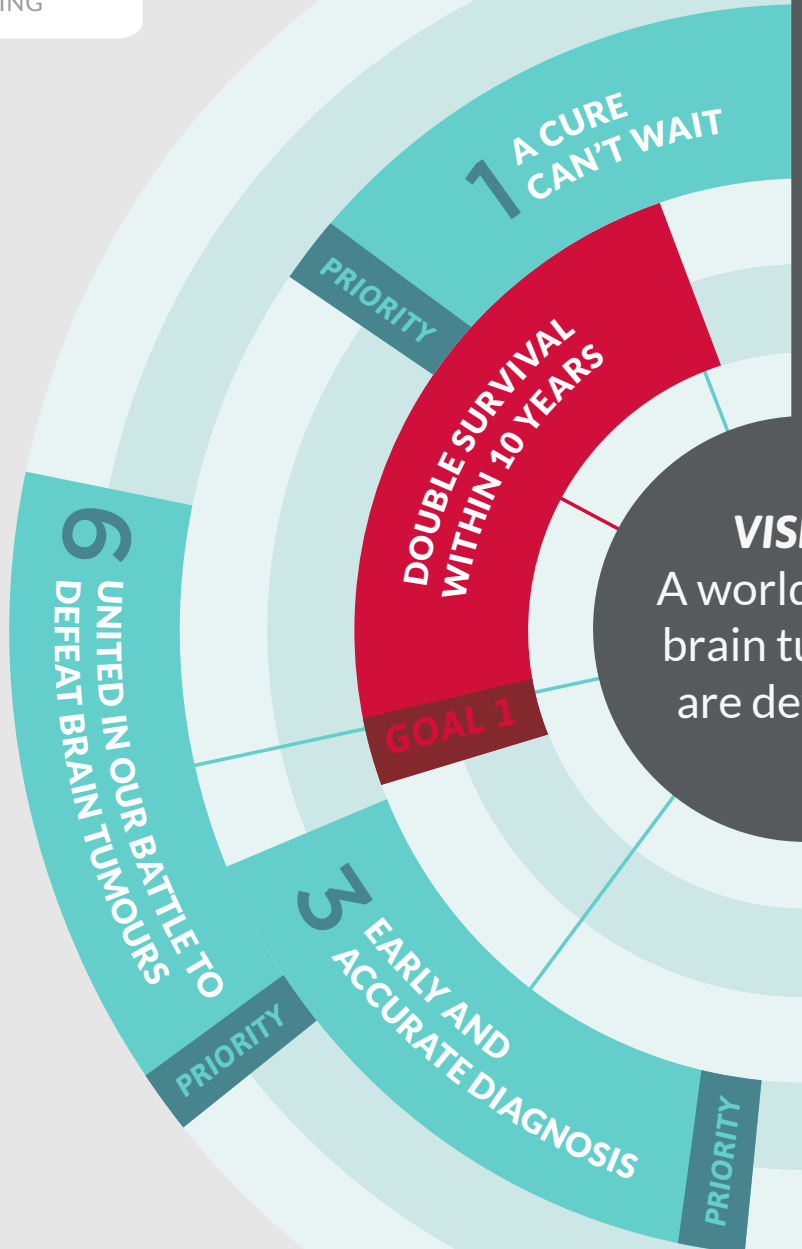 ING
1
A CURE
CAN'T WAIT
PRIORITY
DOUBLE SURVIVAL
WITHIN 10 YEARS
GOAL 1
6
UNITED IN OUR BATTLE TO
DEFEAT BRAIN TUMOURS
PRIORITY
3
EARLY AND
ACCURATE DIAGNOSIS
PRIORITY
VISI
A world
brain tu
are de